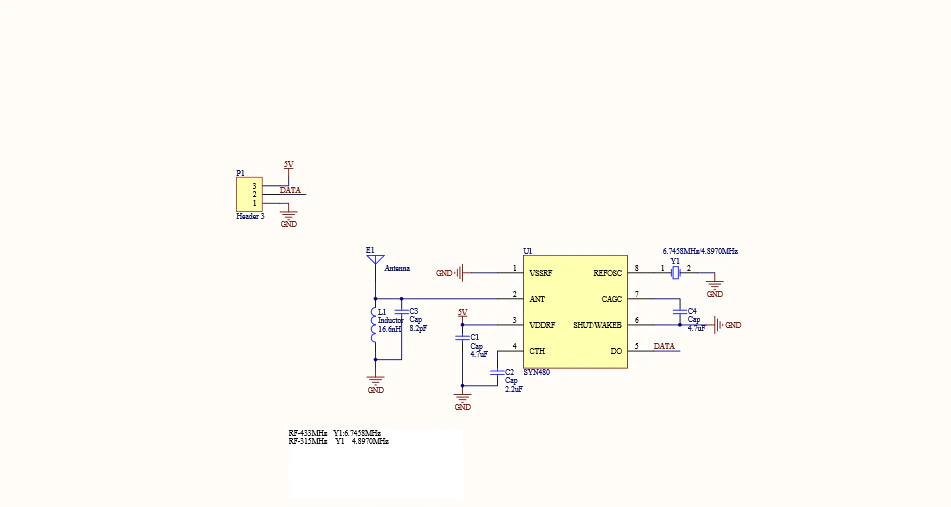 P1
5V
3
2
DATA
1
Header 3
GND
E1
Antenna
L1
Inductor
16.6nH
C3
Cap
8.2pF
GND
U1
GND
1
VSSRF
REFOSC
8
6.7458MHz/4.8970MHz
Y1
1
2
GND
2
ANT
CAGC
7
C4
Cap
4.7uF
5V
3
VDDRF
SHUT/WAKEB
6
GND
C1
Cap
4.7uF
4
CTH
DO
5
DATA
C2
Cap
2.2uF
SYN480
GND
RF-433MHz Y1:6.7458MHz
RF-315MHz Y1 4.8970MHz